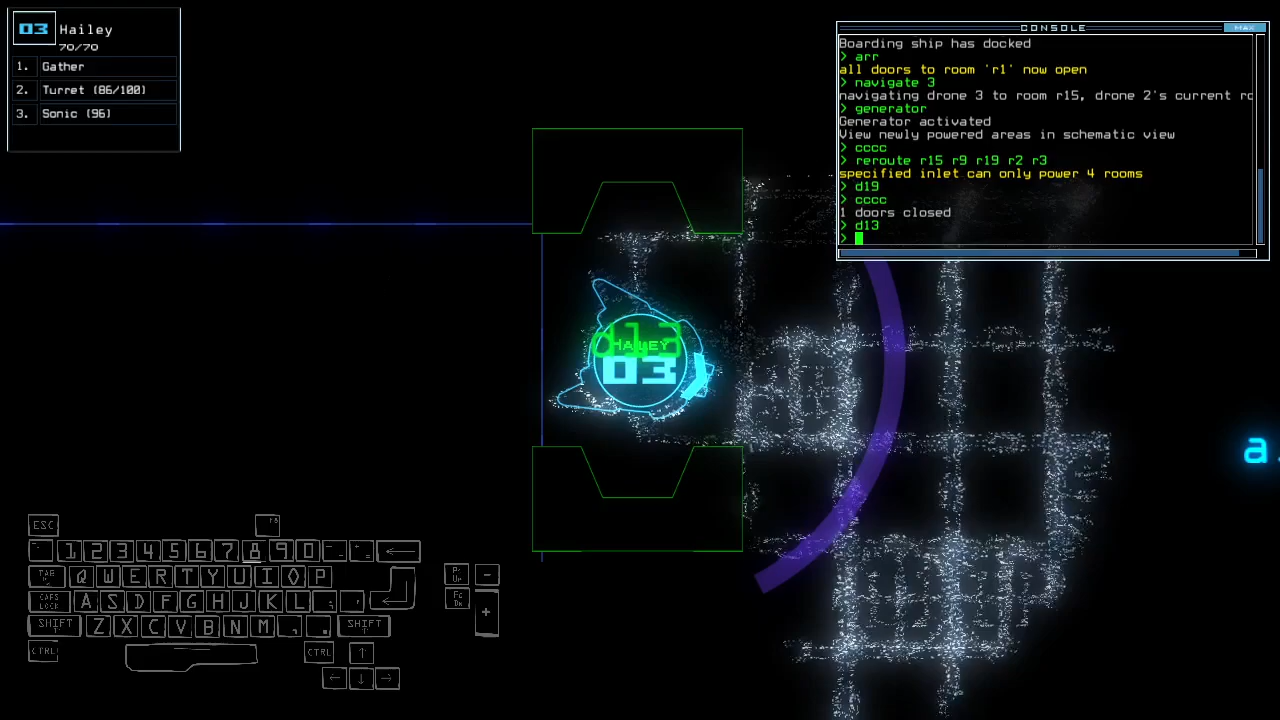 03 Hailey
70/70
1. Gather
2. Turret (86/100)
3. Sonic (96)
CONSOLE
MAX
Boarding ship has docked
> arr
all doors to room 'r1' now open
> navigate 3
navigating drone 3 to room r15, drone 2's current ro
> generator
Generator activated
View newly powered areas in schematic view
> cccc
> reroute r15 r9 r19 r2 r3
specified inlet can only power 4 rooms
> d19
> cccc
1 doors closed
> d13
>
d13
HAILEY
03
a
ESC
1 2 3 4 5 6 7 8 9 0
TAB Q W E R T Y U I O P
CAPS LOCK A S D F G H J K L ;
SHIFT Z X C V B N M , . SHIFT
CTRL CTRL